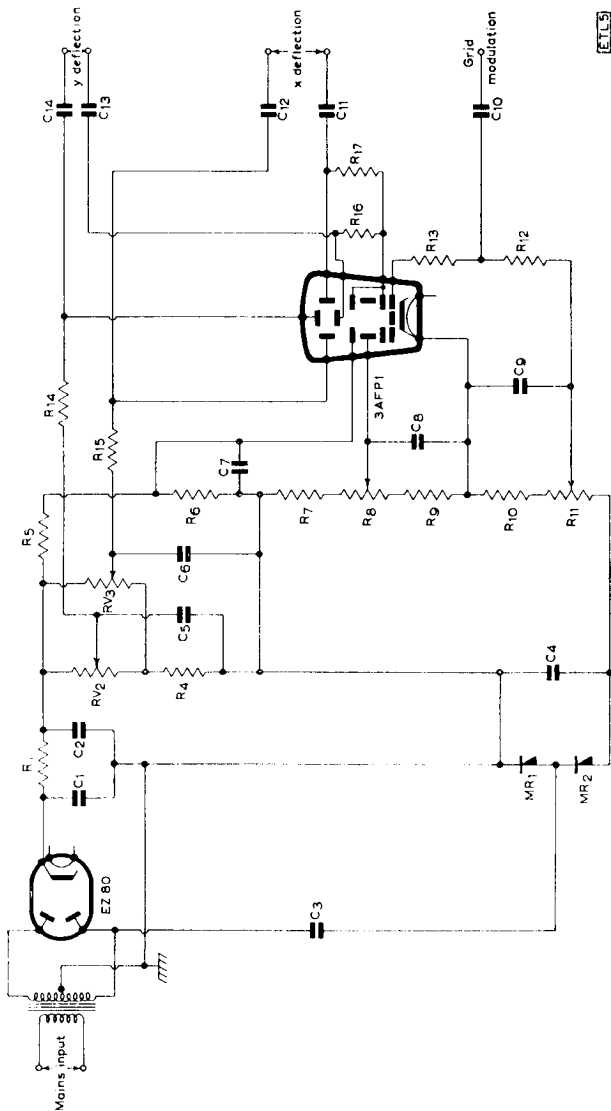 Mains input
EZ 80
R1
C1
C2
C3
RV2
R4
C5
RV3
C6
R5
R14
R15
C7
R6
R7
R8
R9
R10
R11
C4
MR1
MR2
C8
C9
3AFP1
R16
R17
R13
R12
C14
C13
y deflection
C12
x deflection
C11
Grid
modulation
C10